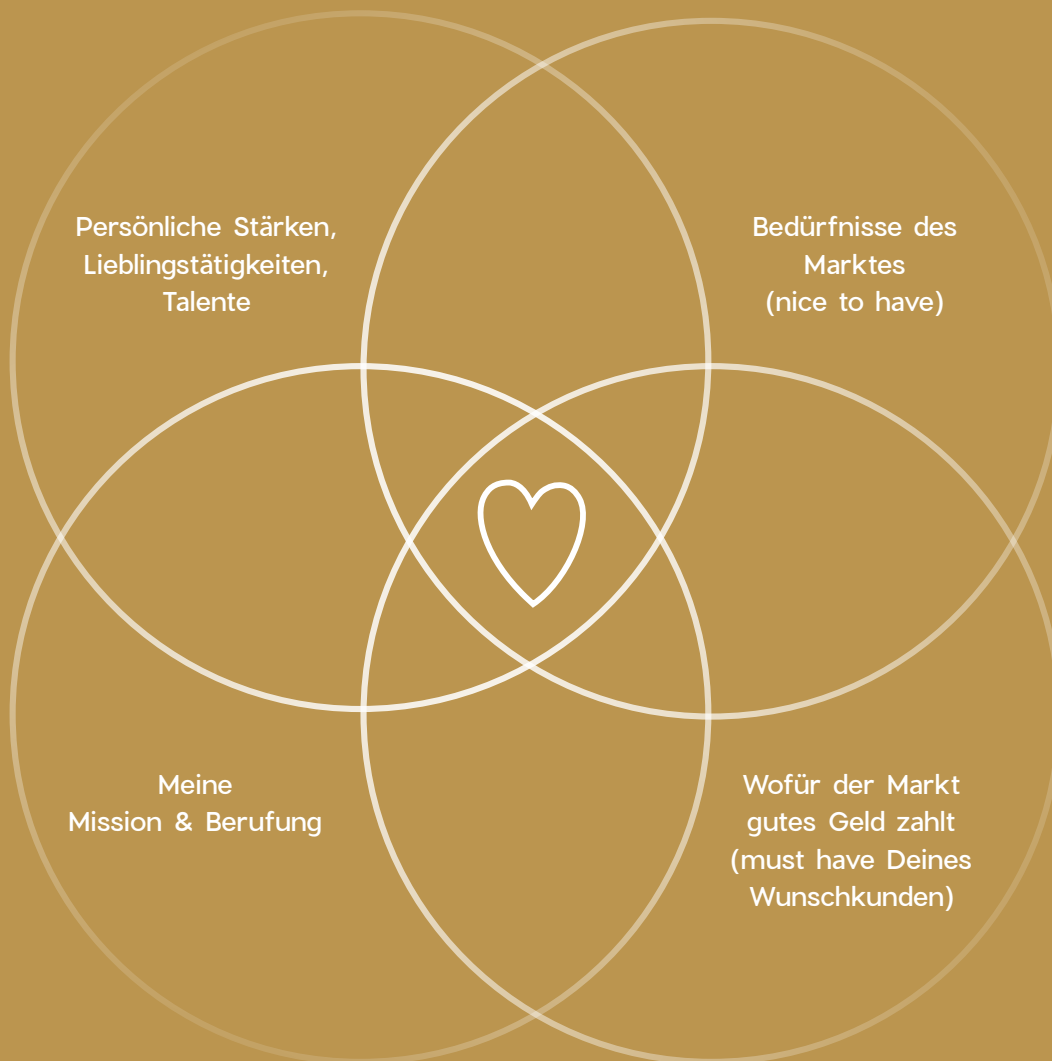 Persönliche Stärken,
Lieblingstätigkeiten,
Talente
Bedürfnisse des
Marktes
(nice to have)
Meine
Mission & Berufung
Wofür der Markt
gutes Geld zahlt
(must have Deines
Wunschkunden)